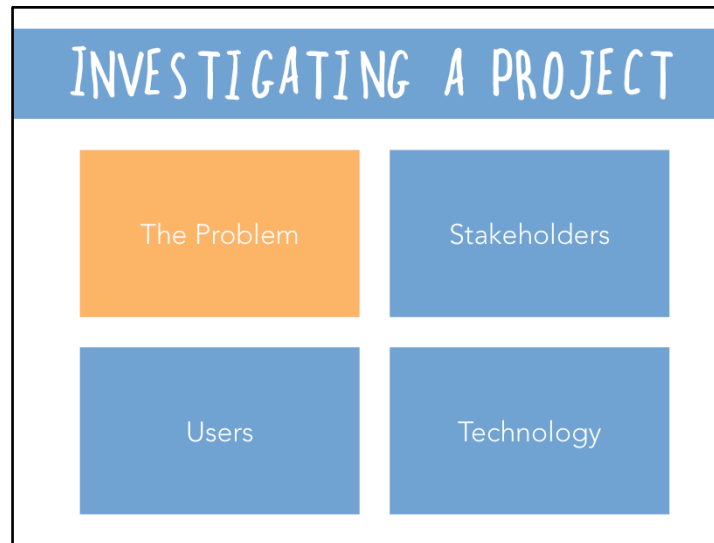 INVESTIGATING A PROJECT
The Problem
Stakeholders
Users
Technology